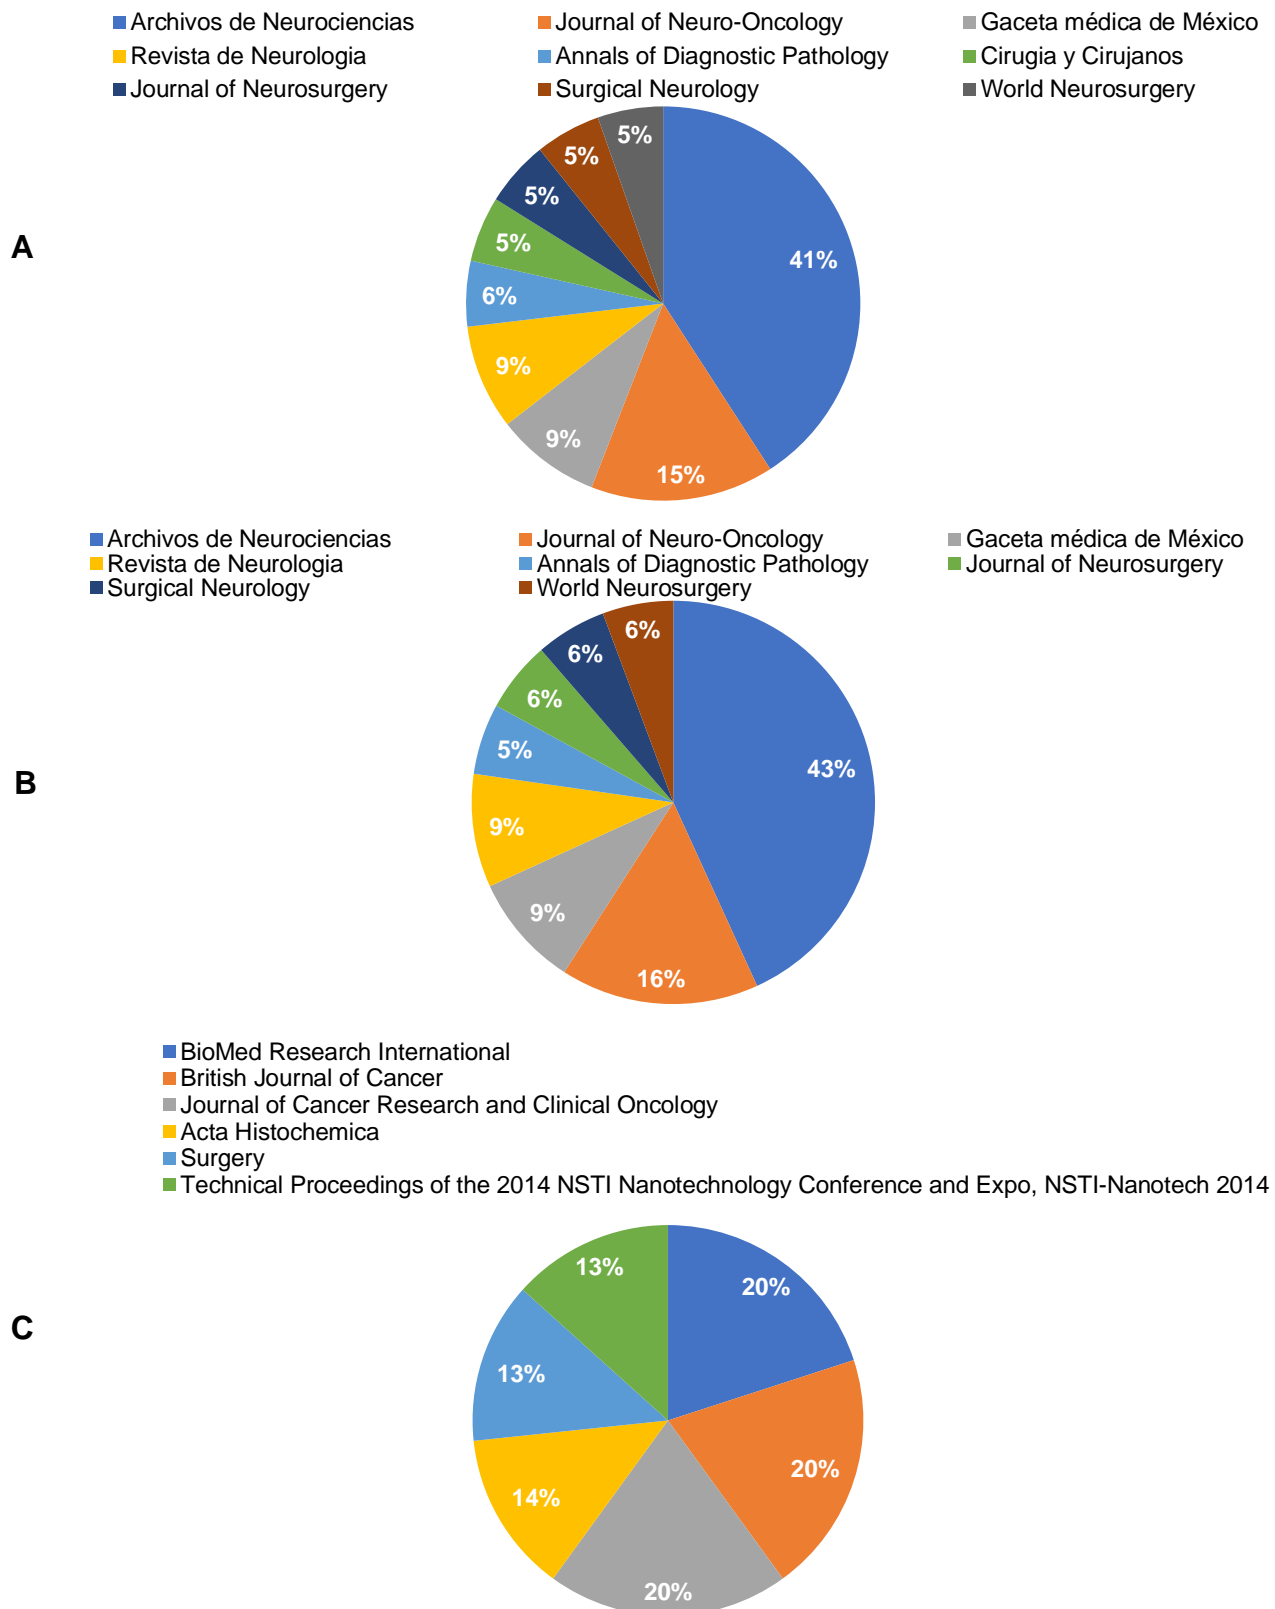 Archivos de Neurociencias Journal of Neuro-Oncology Gaceta médica de México
Revista de Neurologia Annals of Diagnostic Pathology Cirugia y Cirujanos
Journal of Neurosurgery Surgical Neurology World Neurosurgery
A
5%
5%
5%
5%
6%
9%
9%
15%
41%
Archivos de Neurociencias Journal of Neuro-Oncology Gaceta médica de México
Revista de Neurologia Annals of Diagnostic Pathology Journal of Neurosurgery
Surgical Neurology World Neurosurgery
B
6%
6%
6%
5%
9%
9%
16%
43%
BioMed Research International
British Journal of Cancer
Journal of Cancer Research and Clinical Oncology
Acta Histochemica
Surgery
Technical Proceedings of the 2014 NSTI Nanotechnology Conference and Expo, NSTI-Nanotech 2014
C
13%
20%
13%
20%
14%
20%